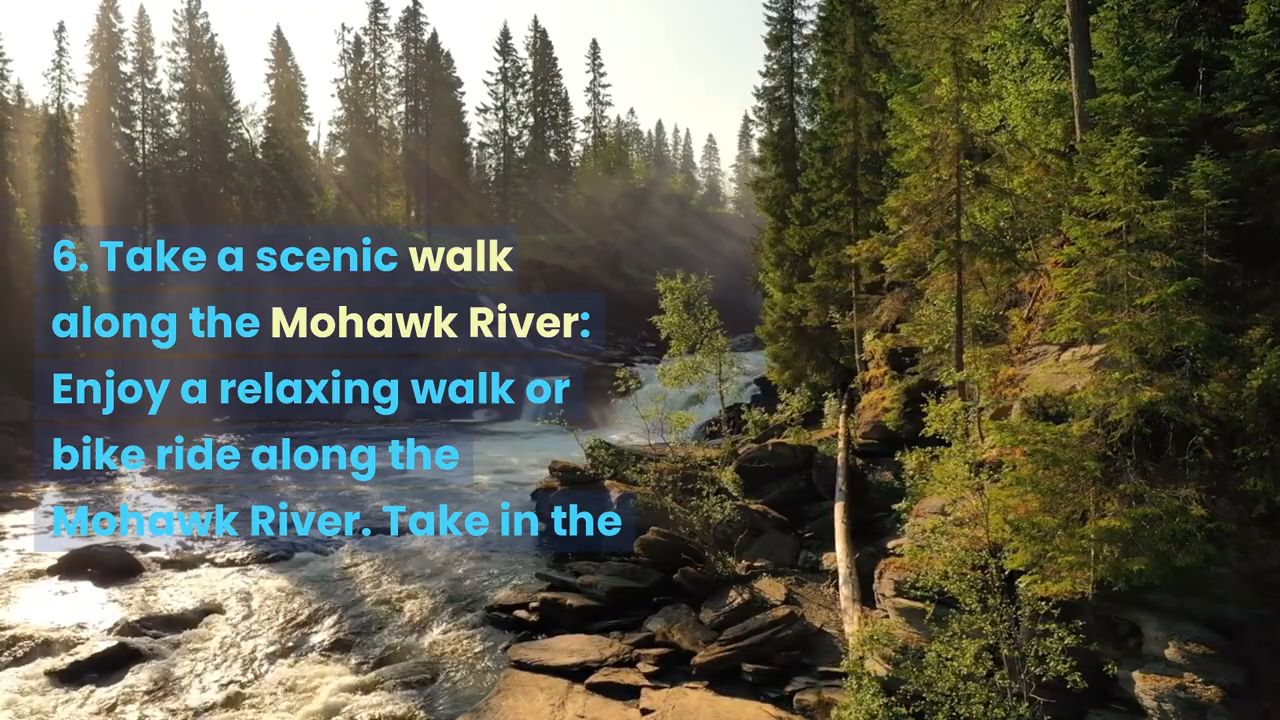 6. Take a scenic walk
along the Mohawk River:
Enjoy a relaxing walk or
bike ride along the
Mohawk River. Take in the